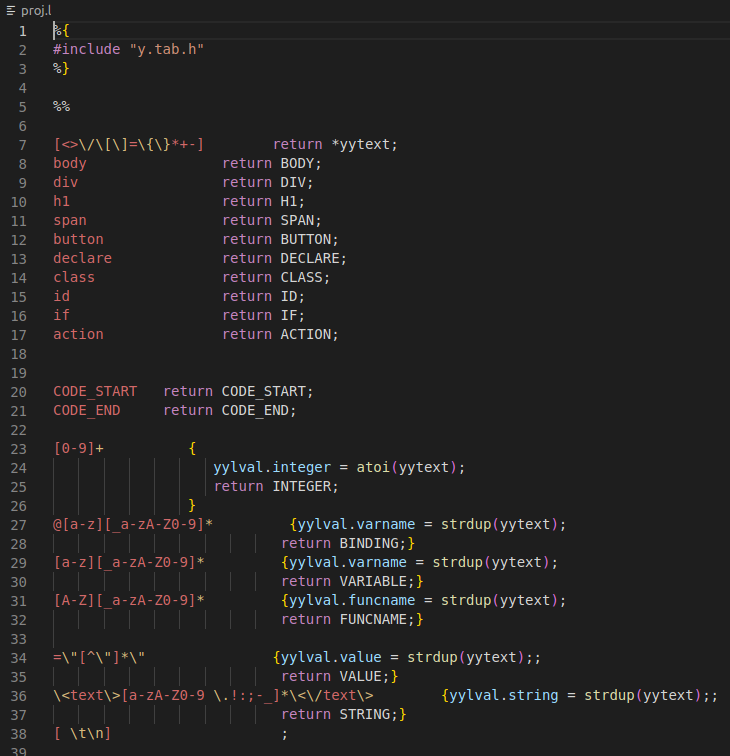 proj.l
1 %{
2 #include "y.tab.h"
3 %}
4
5 %%
6
7 [<>\/\[\]=\{\}*+-] return *yytext;
8 body return BODY;
9 div return DIV;
10 h1 return H1;
11 span return SPAN;
12 button return BUTTON;
13 declare return DECLARE;
14 class return CLASS;
15 id return ID;
16 if return IF;
17 action return ACTION;
18
19
20 CODE_START return CODE_START;
21 CODE_END return CODE_END;
22
23 [0-9]+ {
24 yylval.integer = atoi(yytext);
25 return INTEGER;
26 }
27 @[a-z][_a-zA-Z0-9]* {yylval.varname = strdup(yytext);
28 return BINDING;}
29 [a-z][_a-zA-Z0-9]* {yylval.varname = strdup(yytext);
30 return VARIABLE;}
31 [A-Z][_a-zA-Z0-9]* {yylval.funcname = strdup(yytext);
32 return FUNCNAME;}
33
34 =\"[^\"]*\" {yylval.value = strdup(yytext);;
35 return VALUE;}
36 \<text\>[a-zA-Z0-9 \.!:;-_]*\<\/text\> {yylval.string = strdup(yytext);;
37 return STRING;}
38 [ \t\n] ;
39